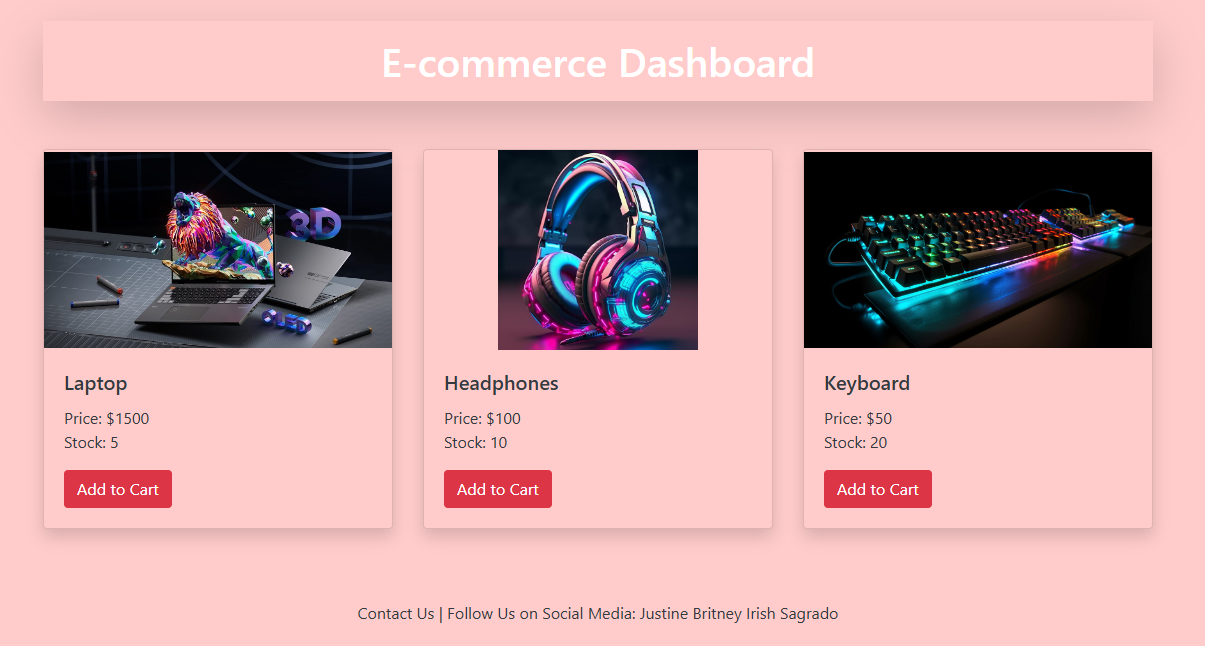 E-commerce Dashboard
3D
OLED
Laptop
Price: $1500
Stock: 5
Add to Cart
Headphones
Price: $100
Stock: 10
Add to Cart
Keyboard
Price: $50
Stock: 20
Add to Cart
Contact Us | Follow Us on Social Media: Justine Britney Irish Sagrado